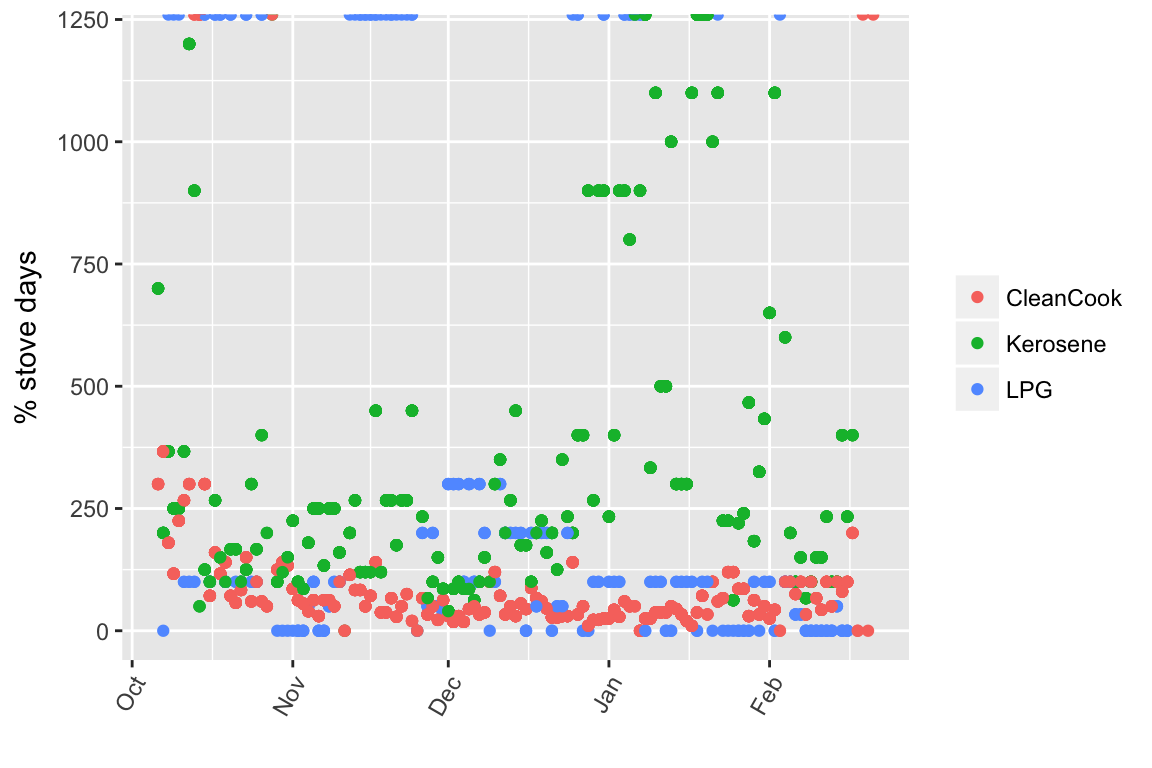 1250
1000
750
500
250
0
% stove days
Oct
Nov
Dec
Jan
Feb
CleanCook
Kerosene
LPG